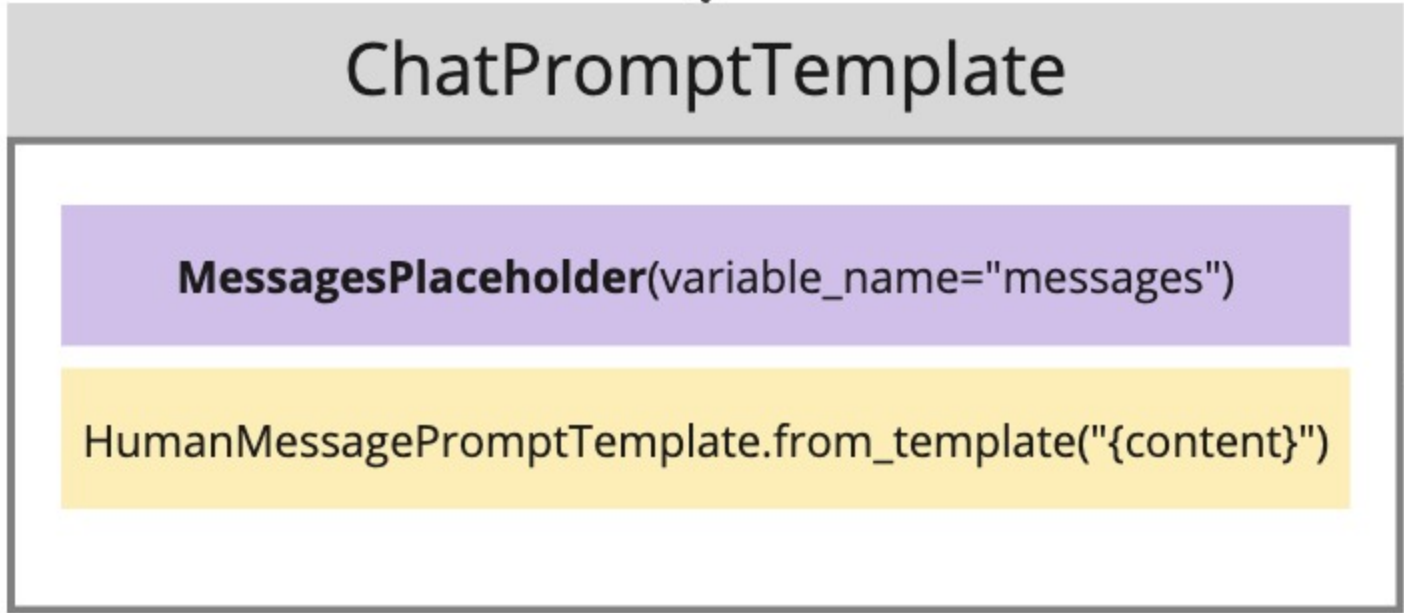 ChatPromptTemplate
MessagesPlaceholder(variable_name="messages")
HumanMessagePromptTemplate.from_template("{content}")